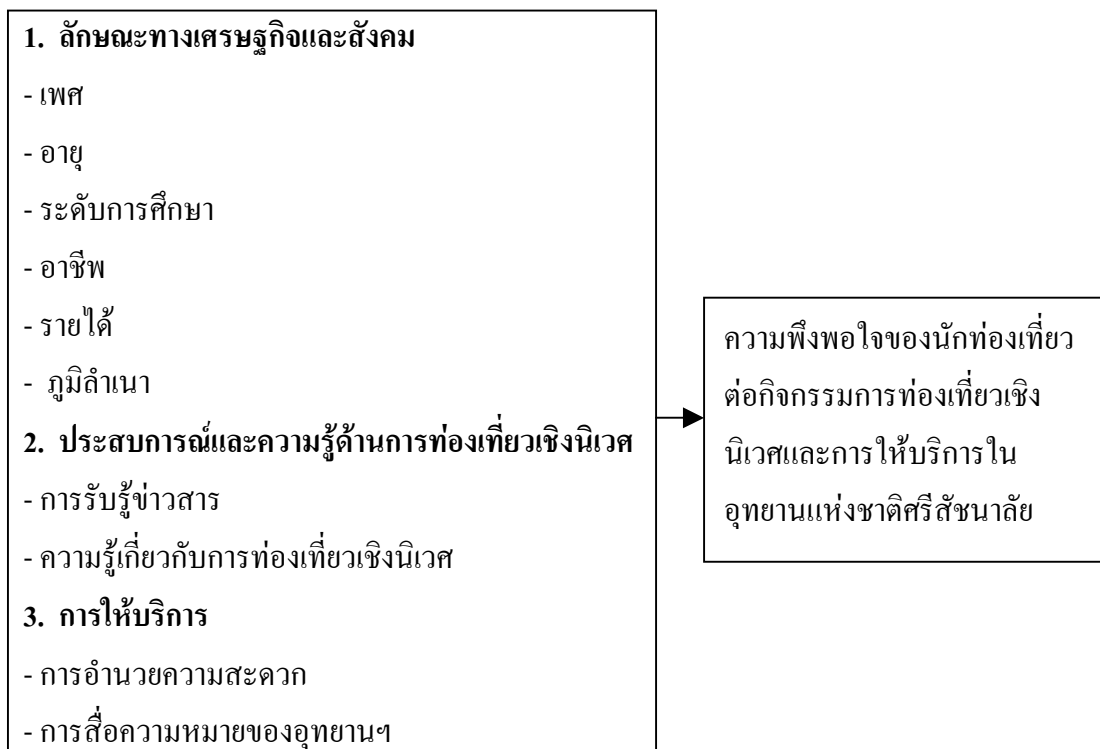 1. ลักษณะทางเศรษฐกิจและสังคม
- เพศ
- อายุ
- ระดับการศึกษา
- อาชีพ
- รายได้
- ภูมิลำเนา
2. ประสบการณ์และความรู้ด้านการท่องเที่ยวเชิงนิเวศ
- การรับรู้ข่าวสาร
- ความรู้เกี่ยวกับการท่องเที่ยวเชิงนิเวศ
3. การให้บริการ
- การอำนวยความสะดวก
- การสื่อความหมายของอุทยานฯ
ความพึงพอใจของนักท่องเที่ยว
ต่อกิจกรรมการท่องเที่ยวเชิง
นิเวศและการให้บริการใน
อุทยานแห่งชาติศรีสัชนาลัย